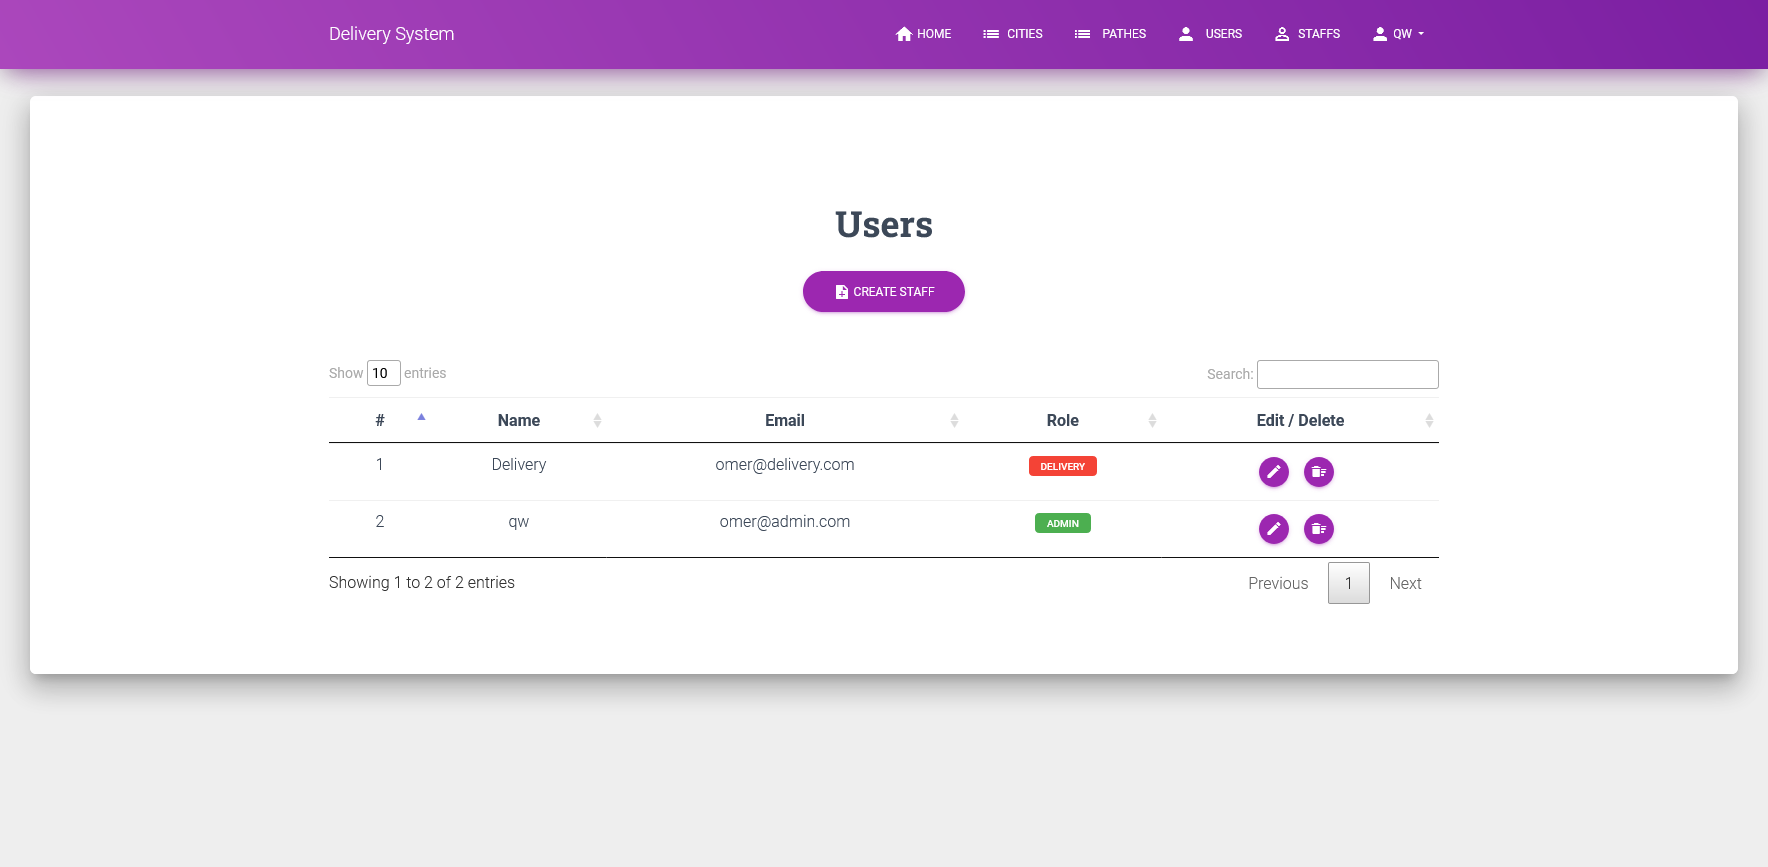 Delivery System HOME CITIES PATHES USERS STAFFS QW
Users
CREATE STAFF
Show 10 entries Search:
# Name Email Role Edit / Delete
1 Delivery omer@delivery.com DELIVERY
2 qw omer@admin.com ADMIN
Showing 1 to 2 of 2 entries Previous 1 Next